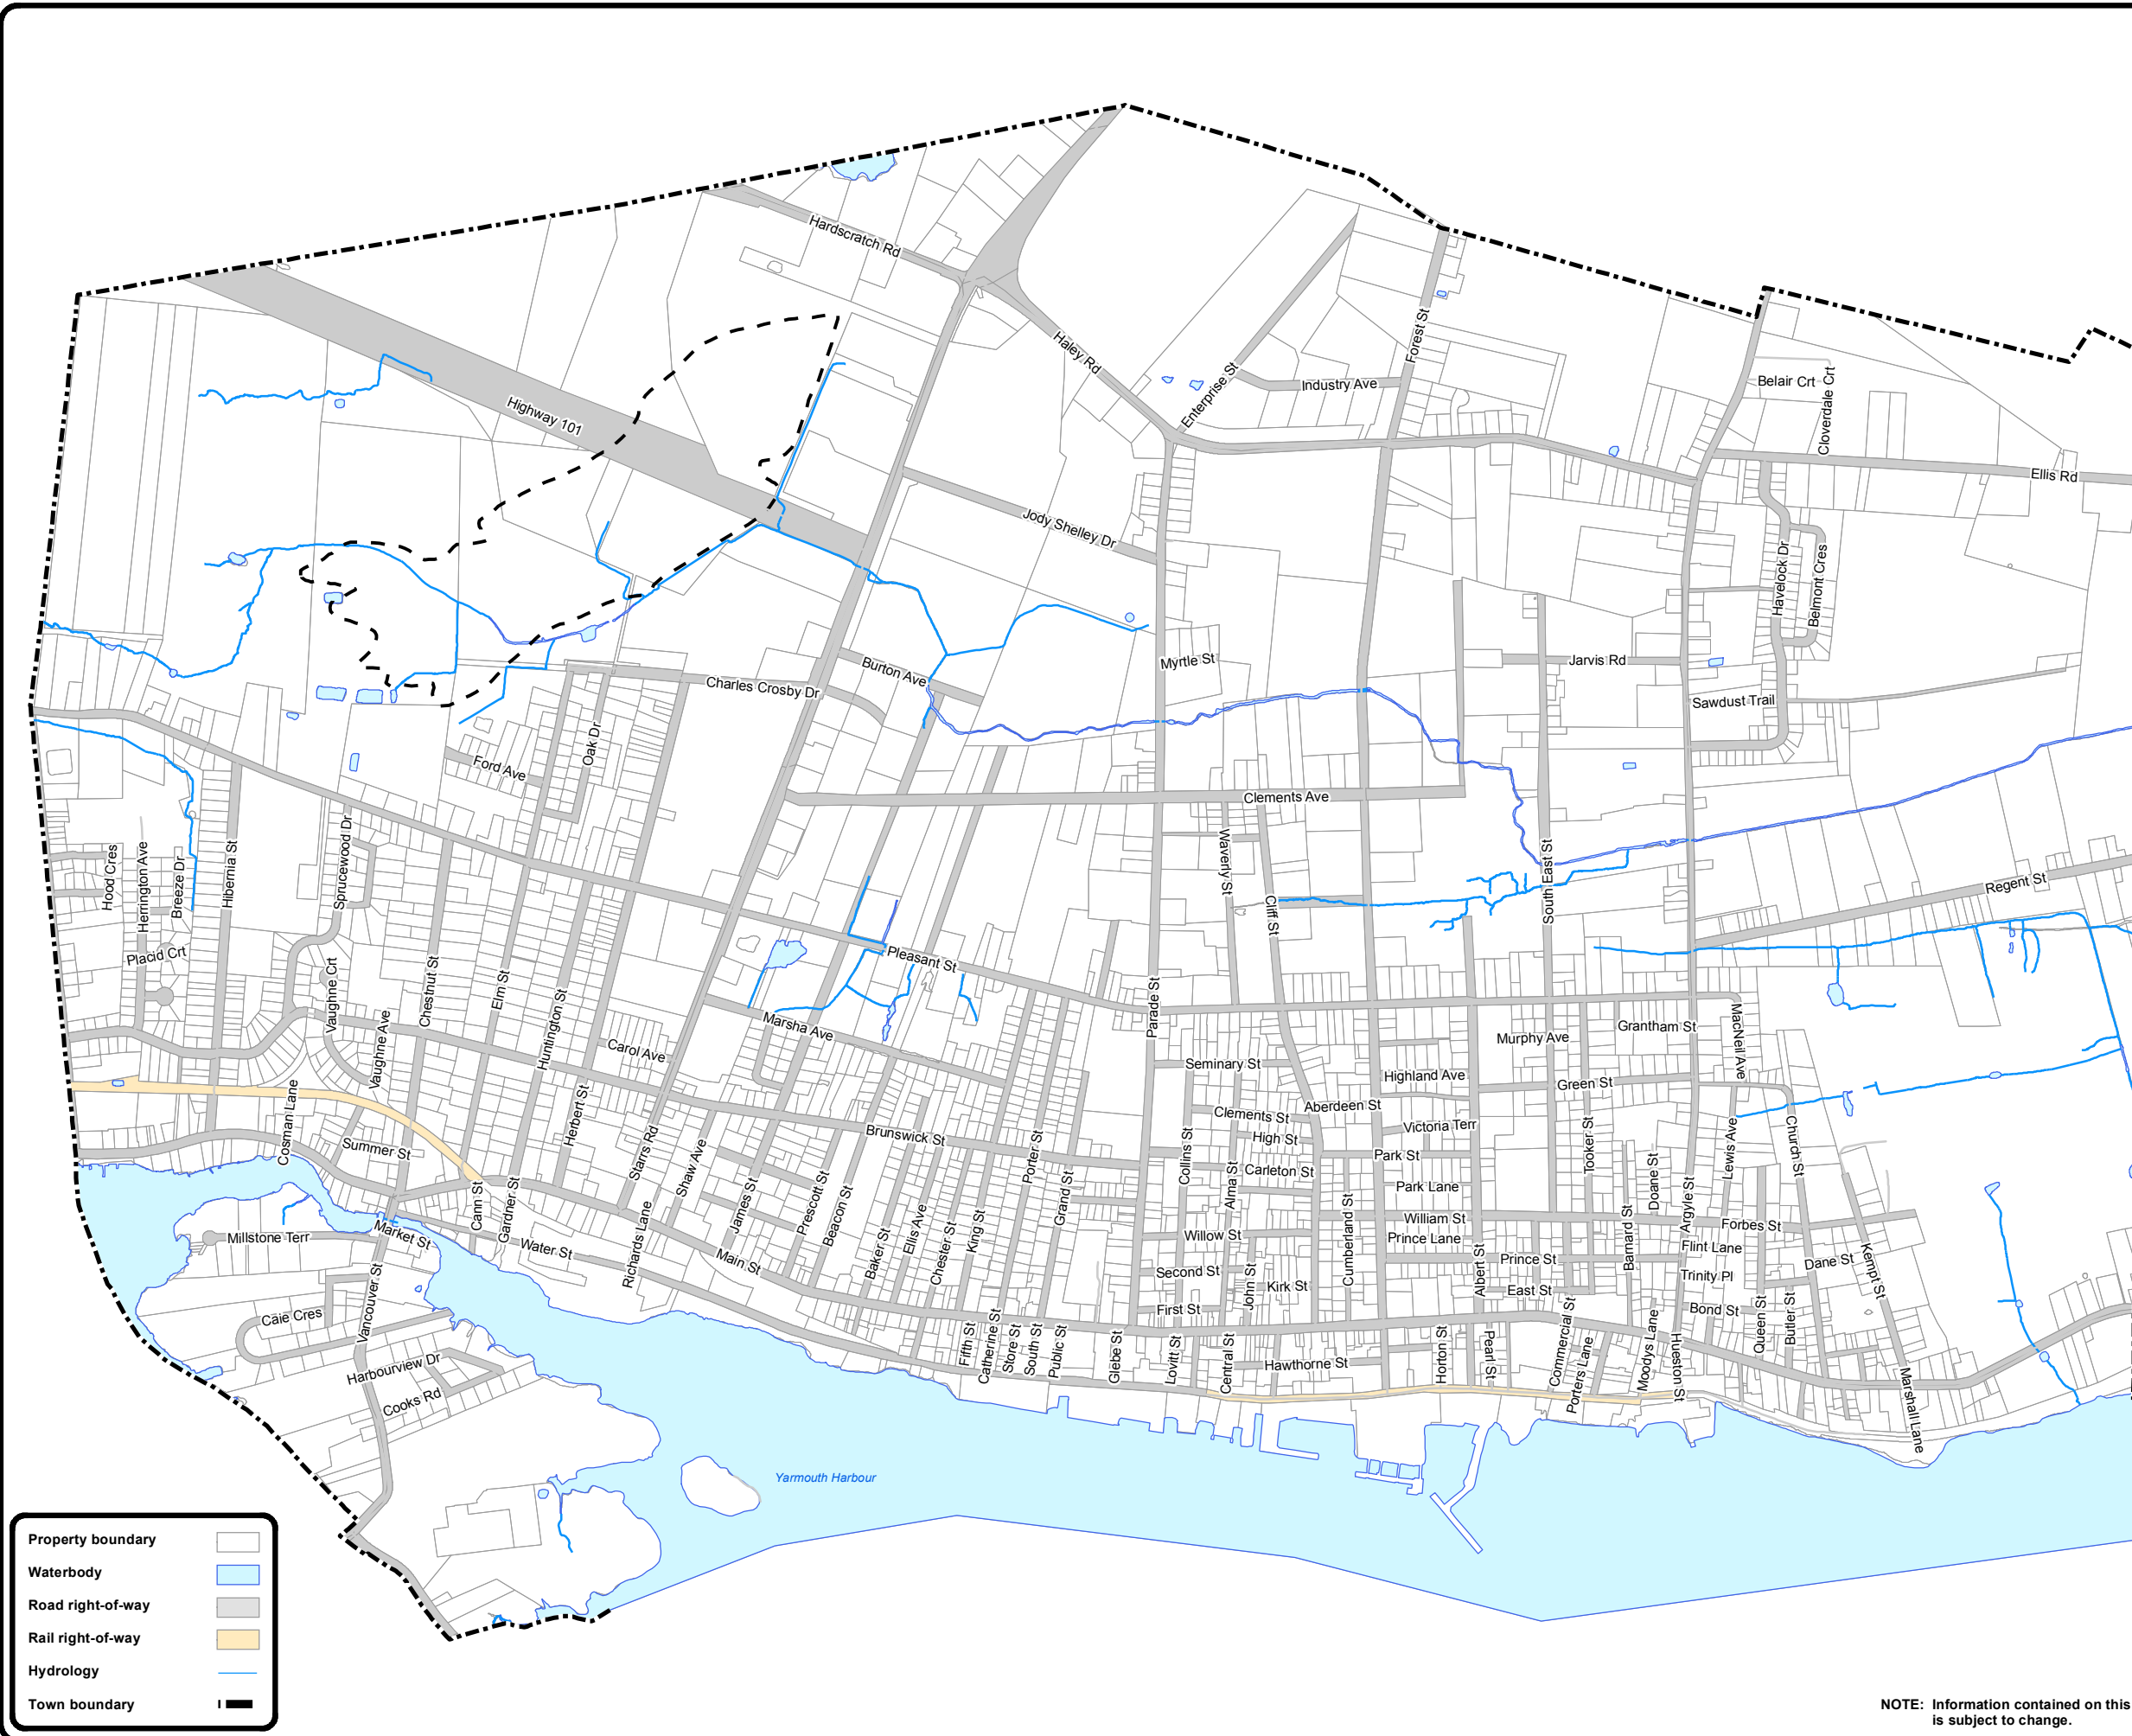 Hardscratch Rd
Haley Rd
Enterprise St
Industry Ave
Forest St
Belair Crt
Cloverdale Crt
Highway 101
Ellis Rd
Jody Shelley Dr
Havelock Dr
Belmont Cres
Myrtle St
Jarvis Rd
Burton Ave
Charles Crosby Dr
Sawdust Trail
Oak Dr
Ford Ave
Clements Ave
Hood Cres
Herrington Ave
Breeze Dr
Hibernia St
Sprucewood Dr
Waverly St
Cliff St
South East St
Regent St
Placid Crt
Vaughne Crt
Chestnut St
Elm St
Huntington St
Pleasant St
Parade St
Marsha Ave
Vaughne Ave
Carol Ave
Murphy Ave
Grantham St
MacNeil Ave
Seminary St
Highland Ave
Green St
Cosman Lane
Herbert St
Aberdeen St
Clements St
Summer St
Starrs Rd
Shaw Ave
Brunswick St
Porter St
High St
Victoria Terr
Tooker St
Lewis Ave
Church St
Collins St
Carleton St
Park St
Doane St
Cann St
Gardner St
James St
Prescott St
Beacon St
Grand St
Alma St
Park Lane
Argyle St
Millstone Terr
Market St
Water St
Richards Lane
Main St
Baker St
Ellis Ave
Chester St
King St
Willow St
Cumberland St
William St
Prince Lane
Barnard St
Forbes St
Flint Lane
Vancouver St
Second St
John St
Kirk St
Albert St
Prince St
East St
Trinity Pl
Dane St
Kempt St
Caie Cres
First St
Bond St
Queen St
Butler St
Harbourview Dr
Cooks Rd
Fifth St
Catherine St
Store St
South St
Public St
Glebe St
Lovitt St
Central St
Hawthorne St
Horton St
Pearl St
Commercial St
Porters Lane
Moodys Lane
Hueston St
Marshall Lane
Yarmouth Harbour
Property boundary
Waterbody
Road right-of-way
Rail right-of-way
Hydrology
Town boundary
NOTE: Information contained on this
is subject to change.